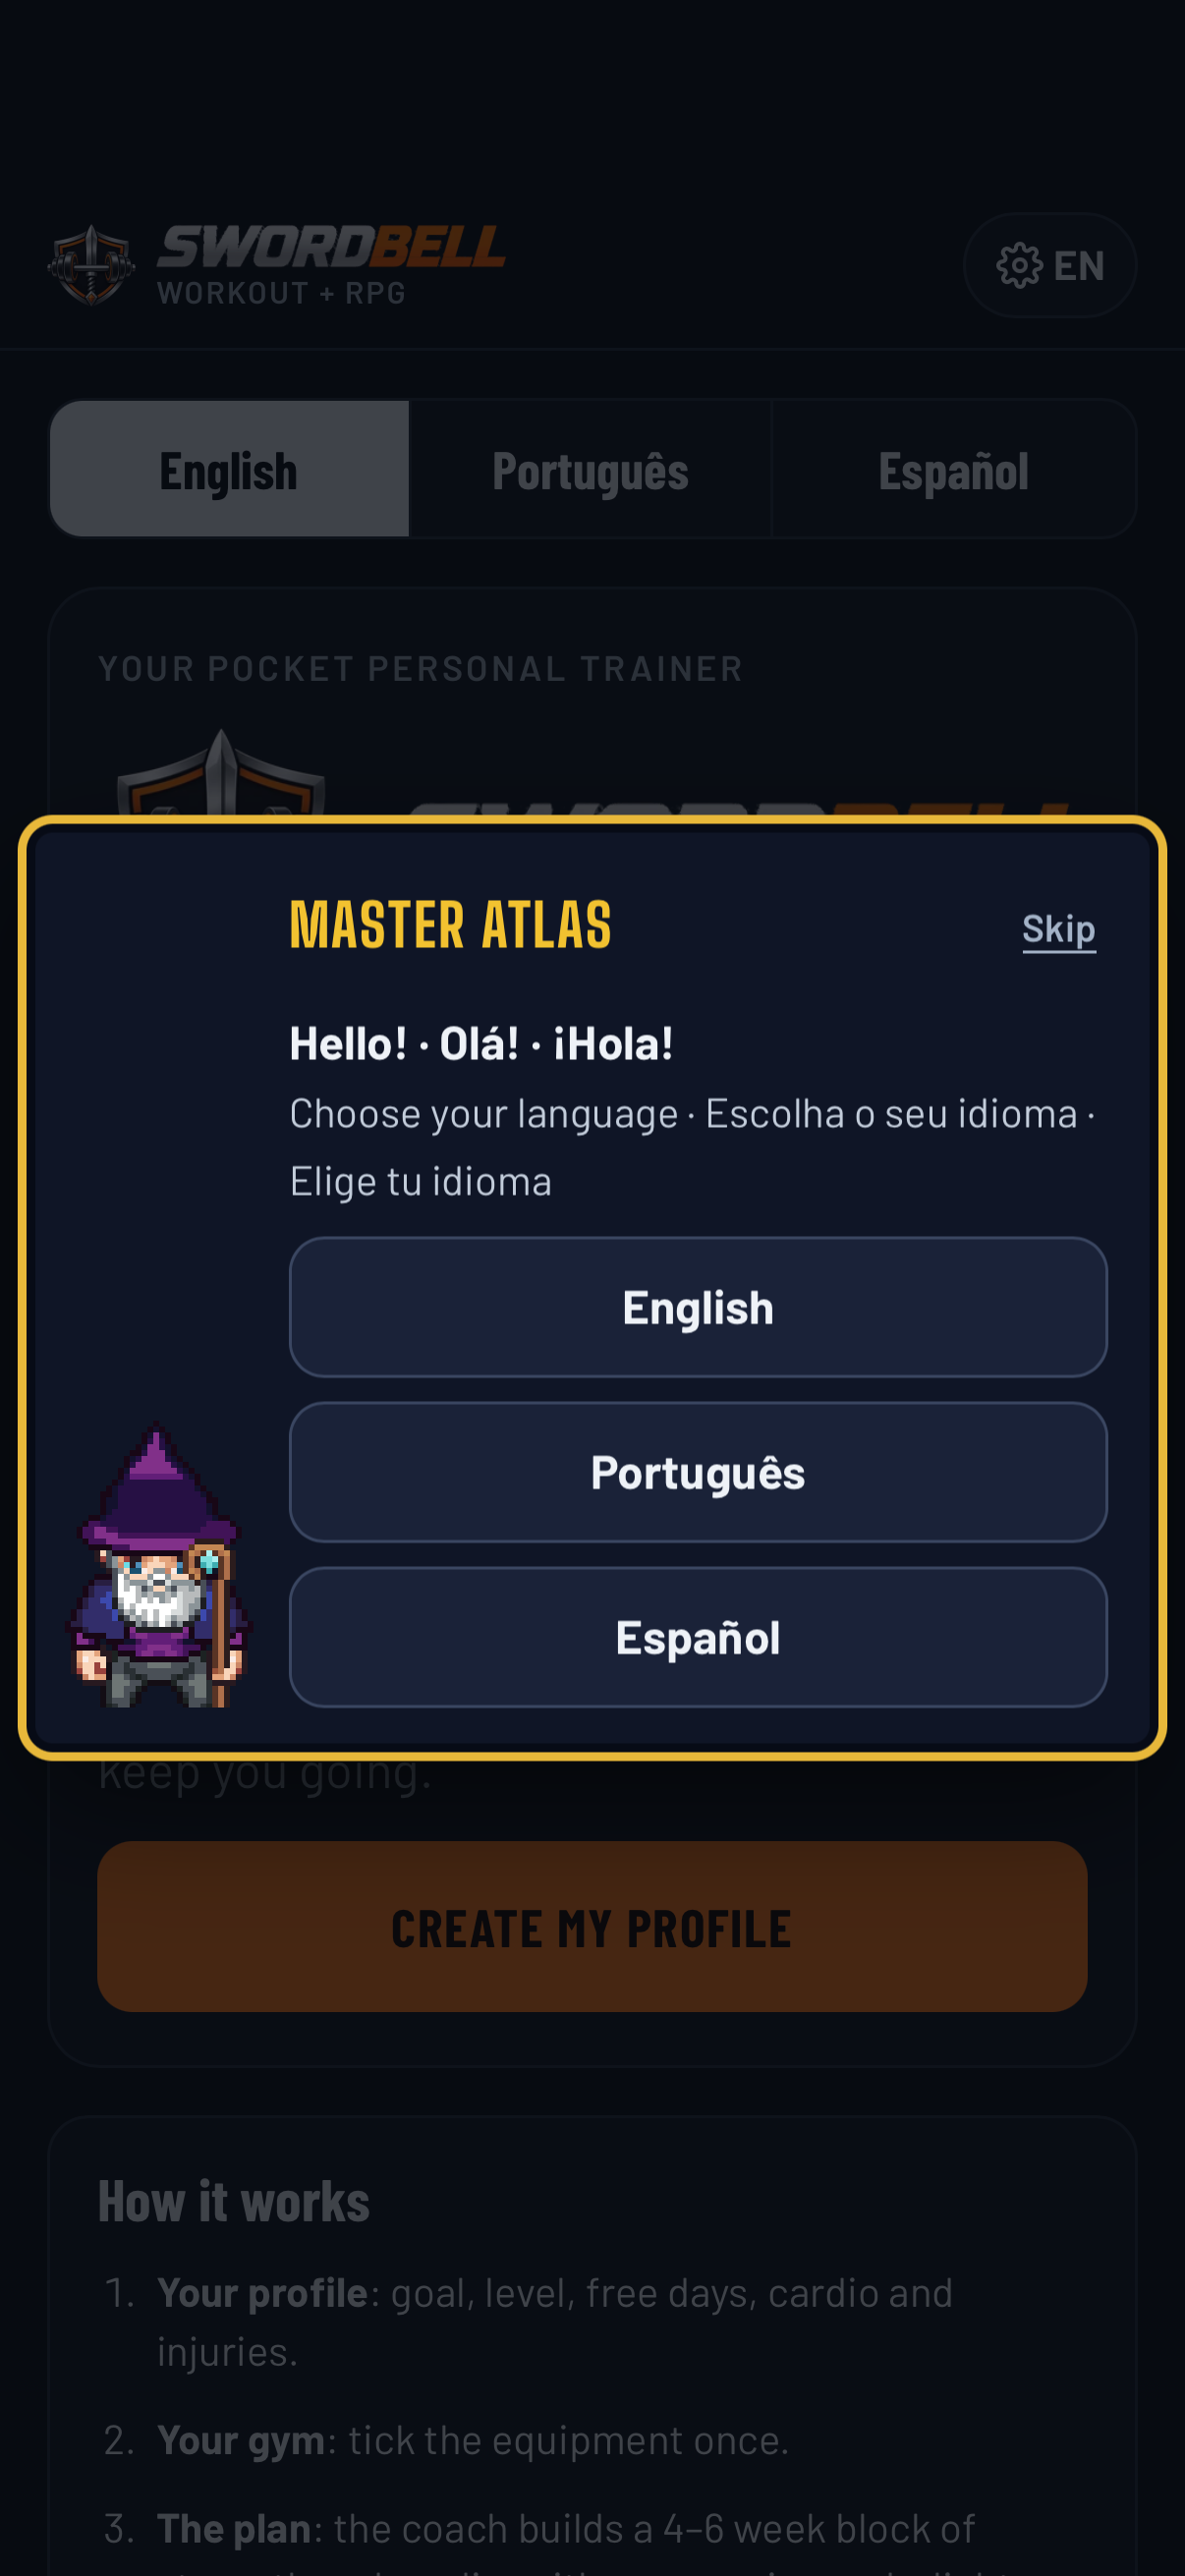 SWORDBELL
WORKOUT + RPG
EN
English
Português
Español
YOUR POCKET PERSONAL TRAINER
SWORDBELL
MASTER ATLAS
Skip
Hello! · Olá! · ¡Hola!
Choose your language · Escolha o seu idioma ·
Elige tu idioma
English
Português
Español
keep you going.
CREATE MY PROFILE
How it works
1. Your profile: goal, level, free days, cardio and
injuries.
2. Your gym: tick the equipment once.
3. The plan: the coach builds a 4–6 week block of